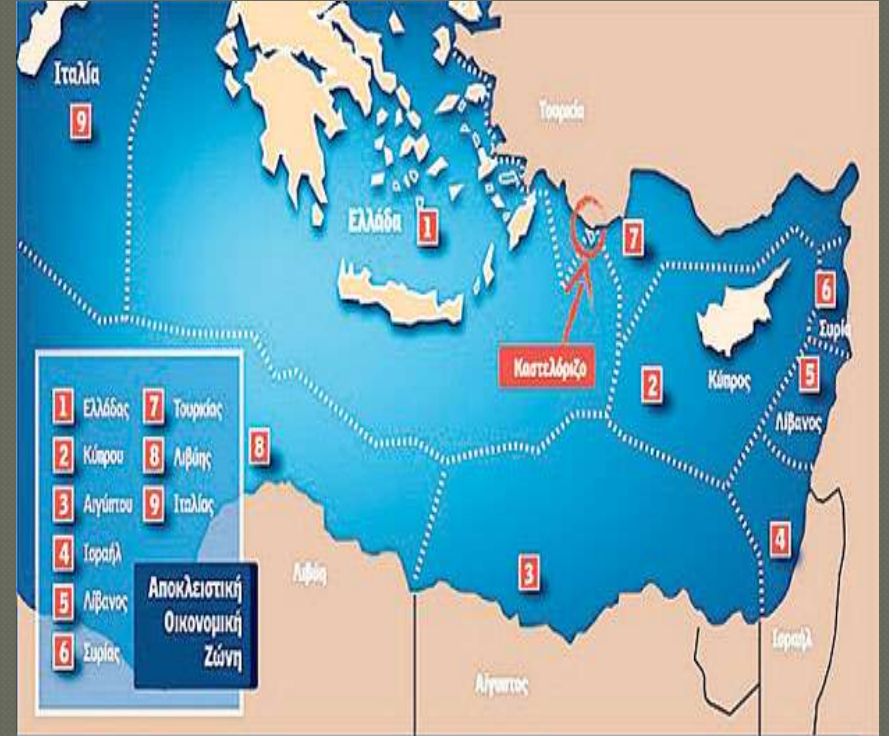 Ιταλία
9
Τουρκία
Ελλάδα 1
7
6
Συρία
Καστελόριζο
2
Κύπρος
5
Λίβανος
1 Ελλάδας 7 Τουρκίας
2 Κύπρου 8 Λιβύης
3 Αιγύπτου 9 Ιταλίας
4 Ισραήλ
5 Λίβανος
6 Συρίας
8
Αποκλειστική
Οικονομική
Ζώνη
Λιβύη
3
4
Ισραήλ
Αίγυπτος